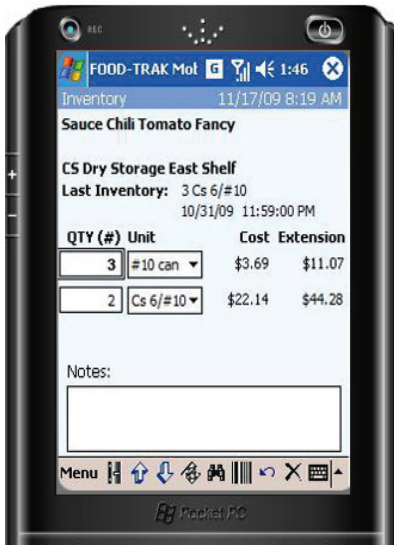 REC
FOOD-TRAK Mob G 1:46
Inventory 11/17/09 8:19 AM
Sauce Chili Tomato Fancy
CS Dry Storage East Shelf
Last Inventory: 3 Cs 6/#10
10/31/09 11:59:00 PM
QTY (#) Unit Cost Extension
3 #10 can $3.69 $11.07
2 Cs 6/#10 $22.14 $44.28
Notes:
Menu
Pocket PC